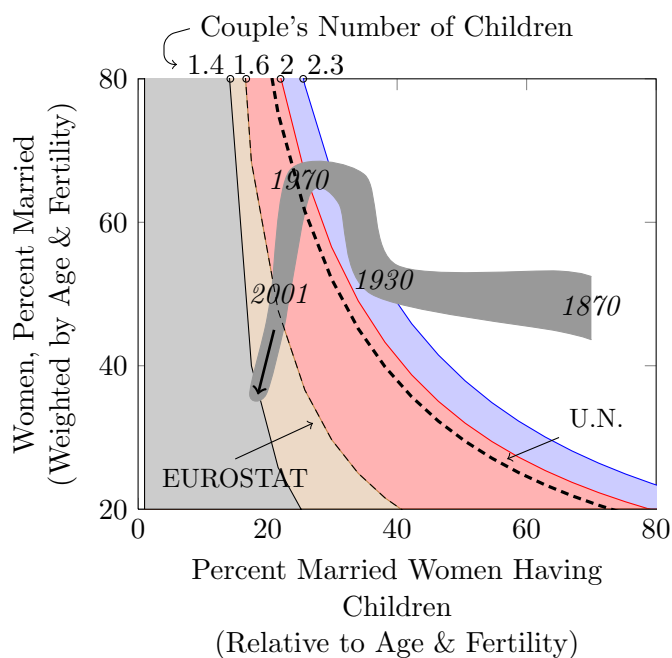 Couple's Number of Children
1.4 1.6 2 2.3
80
60
40
20
Women, Percent Married
(Weighted by Age & Fertility)
1970
1930
2001
1870
U.N.
EUROSTAT
0 20 40 60 80
Percent Married Women Having
Children
(Relative to Age & Fertility)